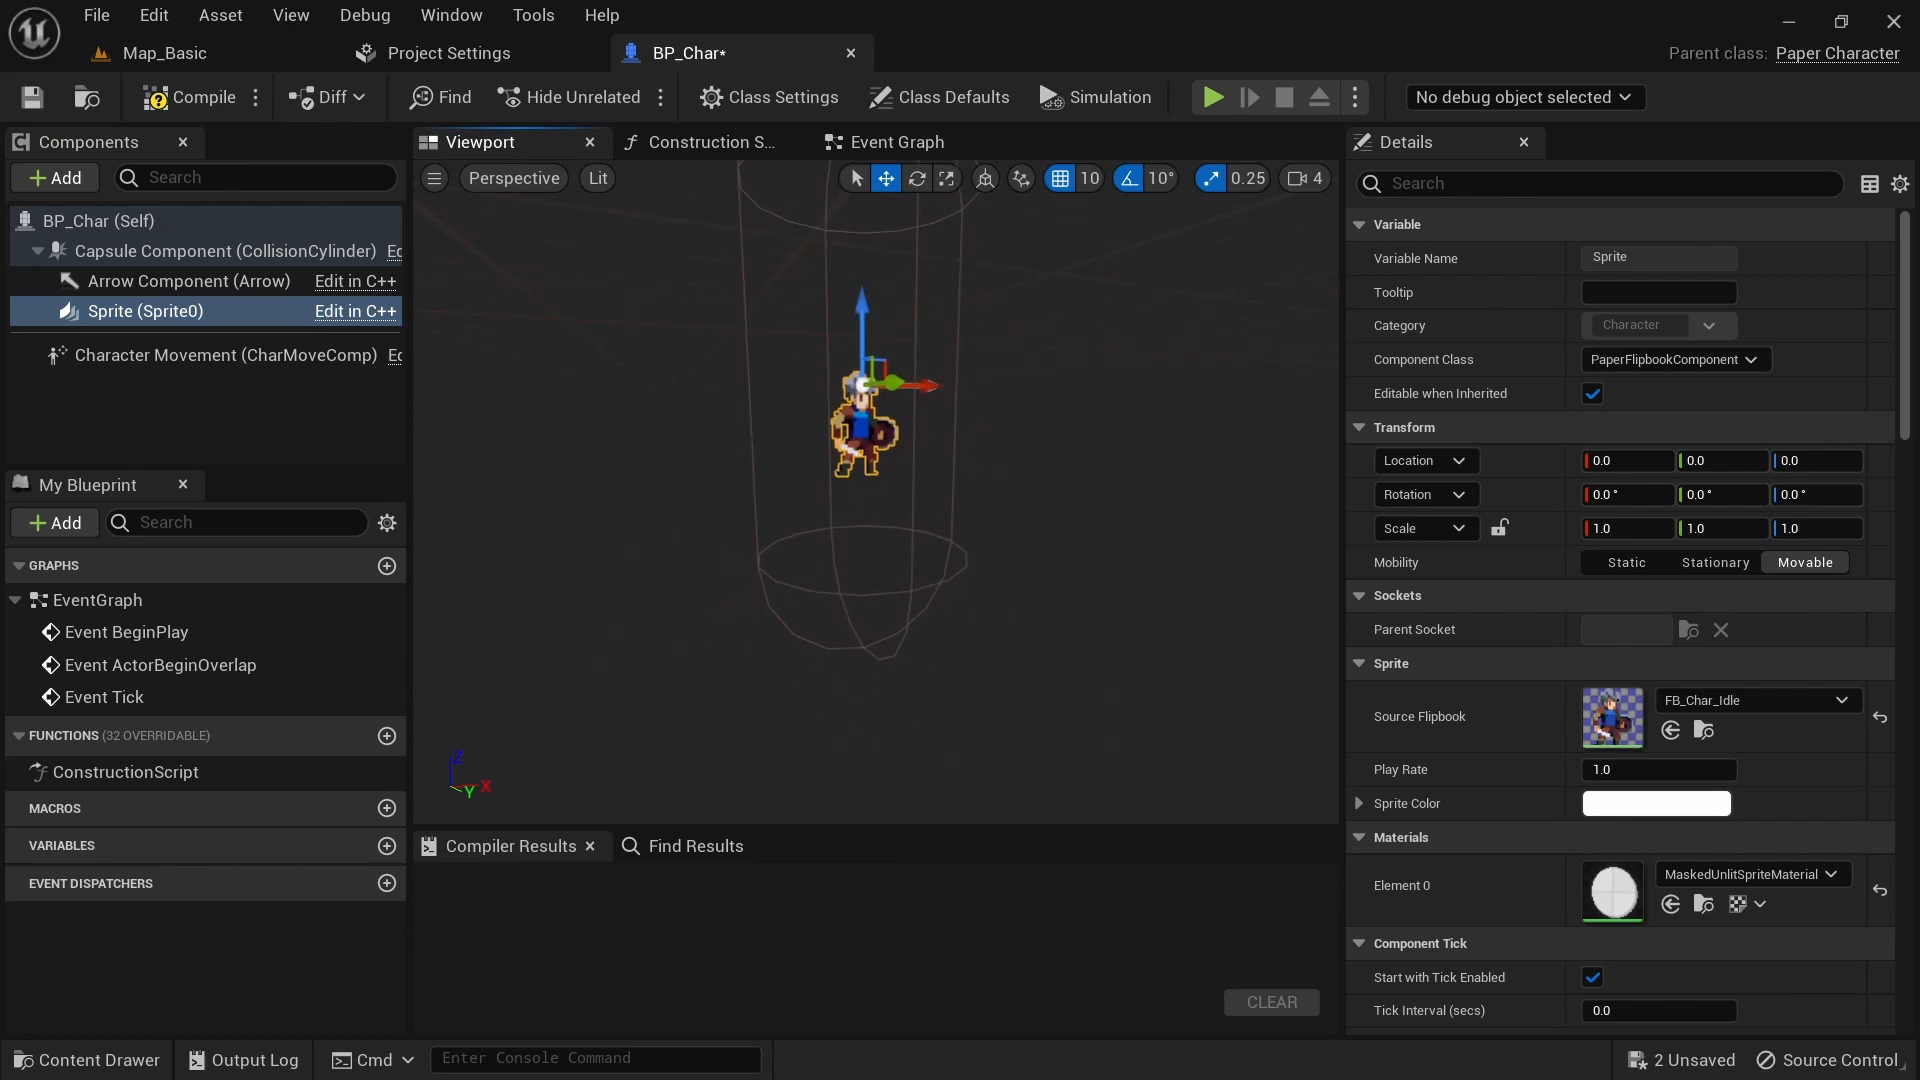 File Edit Asset View Debug Window Tools Help
Map_Basic Project Settings BP_Char* Parent class: Paper Character
Compile Diff Find Hide Unrelated Class Settings Class Defaults Simulation No debug object selected
Components Viewport Construction S... Event Graph Details
Add Search Perspective Lit 10 10° 0.25 4 Search
BP_Char (Self)
Capsule Component (CollisionCylinder) Ec
Arrow Component (Arrow) Edit in C++
Sprite (Sprite0) Edit in C++
Character Movement (CharMoveComp) Ec
My Blueprint
Add Search
GRAPHS
EventGraph
Event BeginPlay
Event ActorBeginOverlap
Event Tick
FUNCTIONS (32 OVERRIDABLE)
ConstructionScript
MACROS
VARIABLES
EVENT DISPATCHERS
Z
X
Y
Compiler Results Find Results
CLEAR
Variable
Variable Name Sprite
Tooltip
Category Character
Component Class PaperFlipbookComponent
Editable when Inherited
Transform
Location 0.0 0.0 0.0
Rotation 0.0° 0.0° 0.0°
Scale 1.0 1.0 1.0
Mobility Static Stationary Movable
Sockets
Parent Socket
Sprite
Source Flipbook FB_Char_Idle
Play Rate 1.0
Sprite Color
Materials
Element 0 MaskedUnlitSpriteMaterial
Component Tick
Start with Tick Enabled
Tick Interval (secs) 0.0
Content Drawer Output Log Cmd Enter Console Command 2 Unsaved Source Control